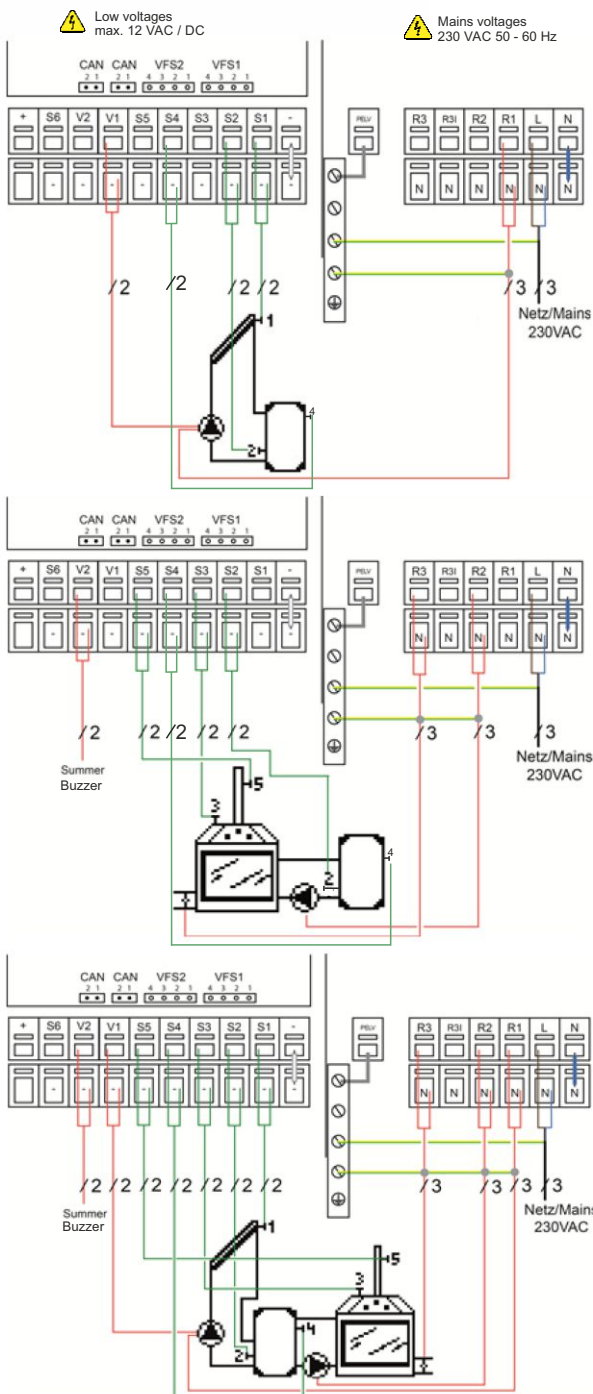 Low voltages
max. 12 VAC / DC
Mains voltages
230 VAC 50 - 60 Hz
CAN CAN VFS2 VFS1
2 1 2 1 4 3 2 1 4 3 2 1
+ S6 V2 V1 S5 S4 S3 S2 S1 -
PELV
R3 R3I R2 R1 L N
- - - - - - - - -
N N N N N N
/2 /2 /2 /2
/3 /3
Netz/Mains
230VAC
1
4
2
CAN CAN VFS2 VFS1
2 1 2 1 4 3 2 1 4 3 2 1
+ S6 V2 V1 S5 S4 S3 S2 S1 -
PELV
R3 R3I R2 R1 L N
- - - - - - - - -
N N N N N N
/2 /2 /2 /2 /2
/3 /3 /3
Summer
Buzzer
Netz/Mains
230VAC
5
3
4
2
CAN CAN VFS2 VFS1
2 1 2 1 4 3 2 1 4 3 2 1
+ S6 V2 V1 S5 S4 S3 S2 S1 -
PELV
R3 R3I R2 R1 L N
- - - - - - - - -
N N N N N N
/2 /2 /2 /2 /2 /2 /2
/3 /3 /3 /3
Summer
Buzzer
Netz/Mains
230VAC
1
5
3
4
2